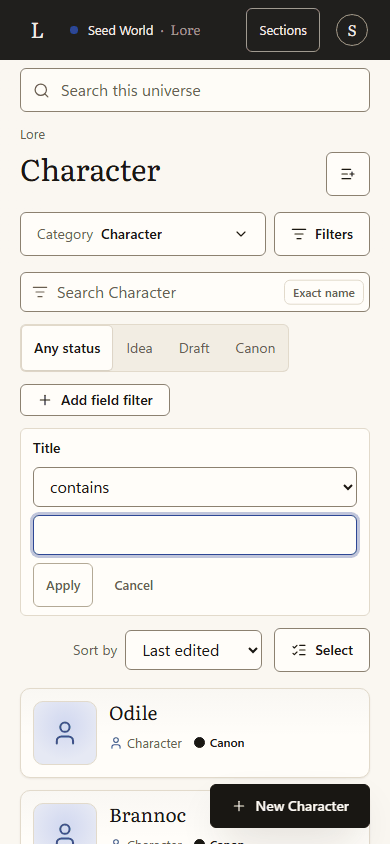 L Seed World · Lore Sections S
Search this universe
Lore
Character
Category Character Filters
Search Character Exact name
Any status Idea Draft Canon
Add field filter
Title
contains
Apply Cancel
Sort by Last edited Select
Odile
Character Canon
Brannoc
New Character
Character Canon